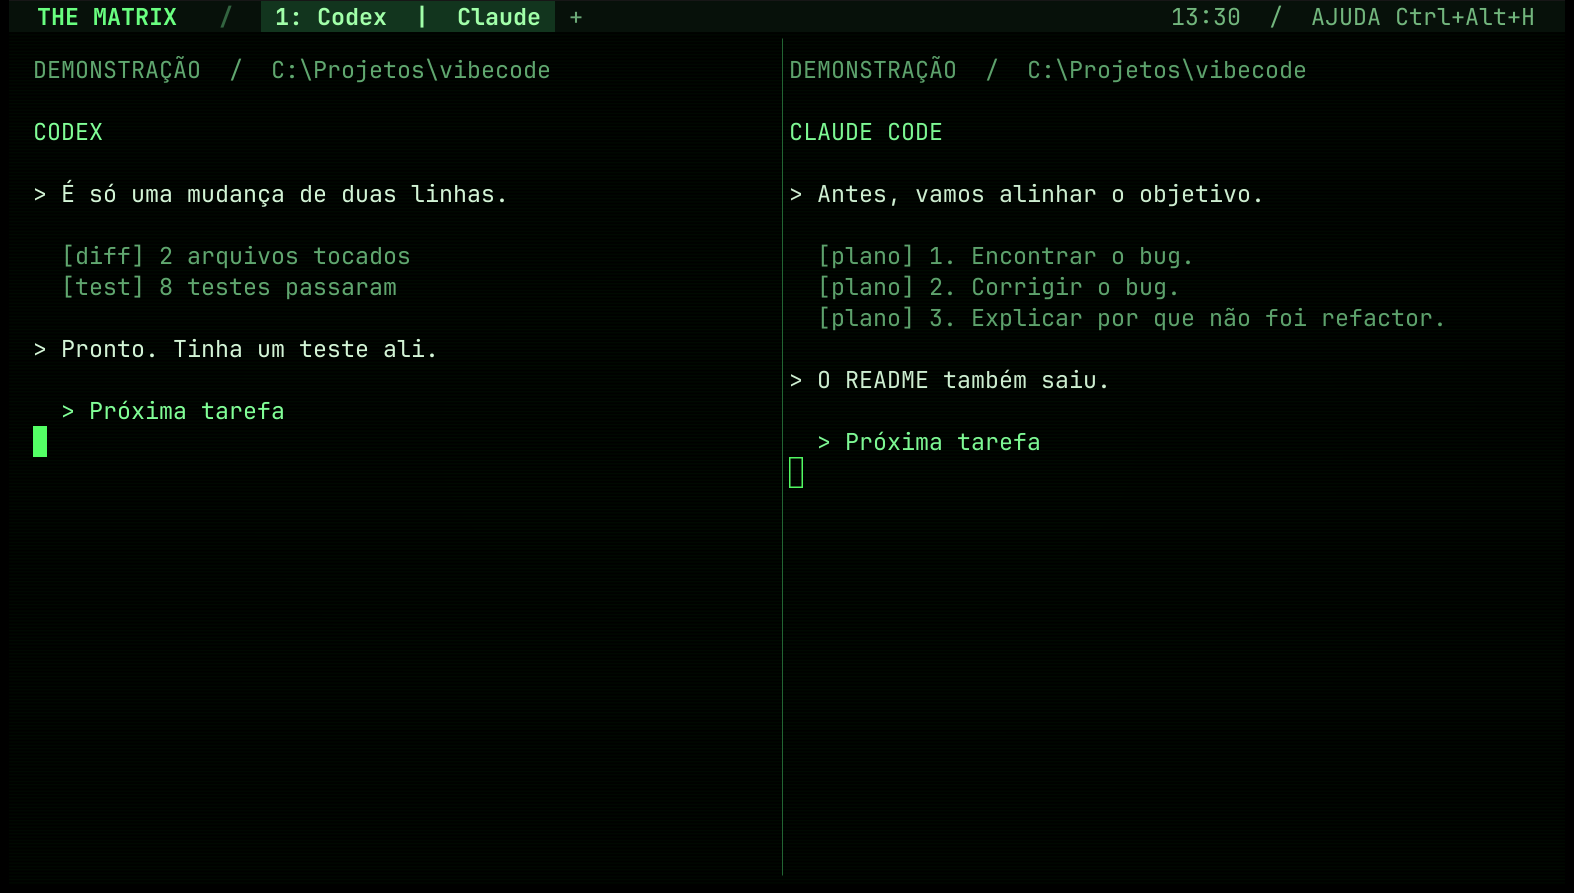 THE MATRIX / 1: Codex | Claude + 13:30 / AJUDA Ctrl+Alt+H
DEMONSTRAÇÃO / C:\Projetos\vibecode
CODEX
> É só uma mudança de duas linhas.
[diff] 2 arquivos tocados
[test] 8 testes passaram
> Pronto. Tinha um teste ali.
> Próxima tarefa
DEMONSTRAÇÃO / C:\Projetos\vibecode
CLAUDE CODE
> Antes, vamos alinhar o objetivo.
[plano] 1. Encontrar o bug.
[plano] 2. Corrigir o bug.
[plano] 3. Explicar por que não foi refactor.
> O README também saiu.
> Próxima tarefa